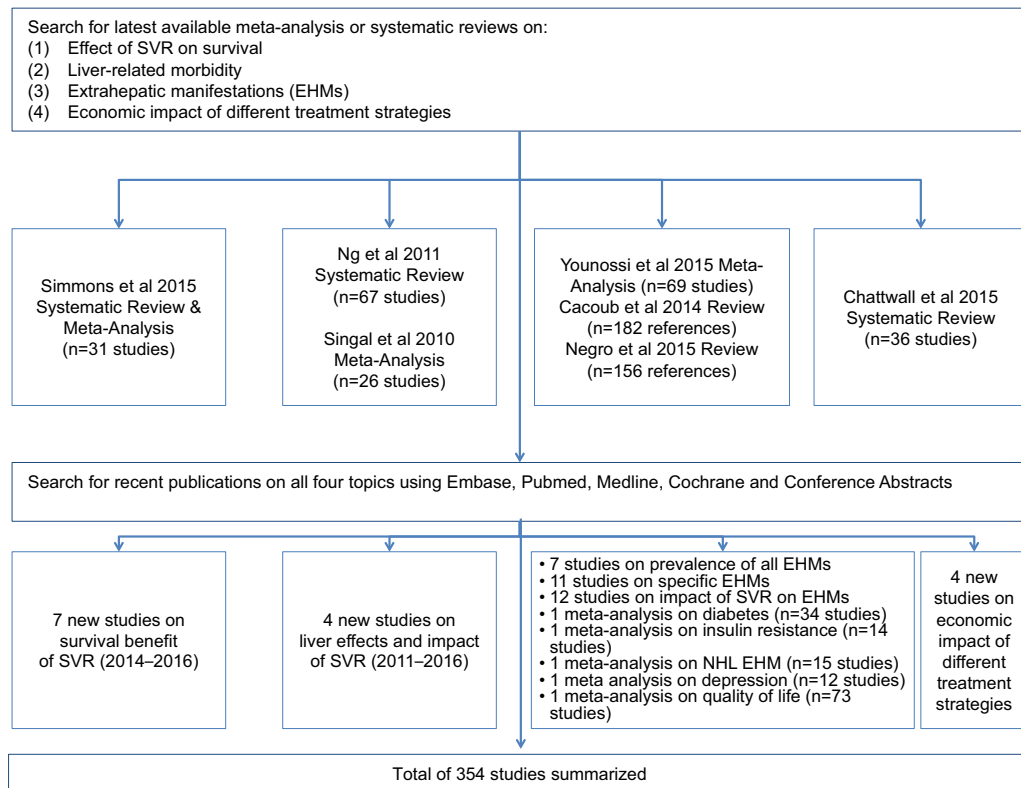 Search for latest available meta-analysis or systematic reviews on:
(1) Effect of SVR on survival
(2) Liver-related morbidity
(3) Extrahepatic manifestations (EHMs)
(4) Economic impact of different treatment strategies
Simmons et al 2015
Systematic Review &
Meta-Analysis
(n=31 studies)
Ng et al 2011
Systematic Review
(n=67 studies)
Singal et al 2010
Meta-Analysis
(n=26 studies)
Younossi et al 2015 Meta-
Analysis (n=69 studies)
Cacoub et al 2014 Review
(n=182 references)
Negro et al 2015 Review
(n=156 references)
Chattwall et al 2015
Systematic Review
(n=36 studies)
Search for recent publications on all four topics using Embase, Pubmed, Medline, Cochrane and Conference Abstracts
7 new studies on
survival benefit
of SVR (2014–2016)
4 new studies on
liver effects and impact
of SVR (2011–2016)
• 7 studies on prevalence of all EHMs
• 11 studies on specific EHMs
• 12 studies on impact of SVR on EHMs
• 1 meta-analysis on diabetes (n=34 studies)
• 1 meta-analysis on insulin resistance (n=14
studies)
• 1 meta-analysis on NHL EHM (n=15 studies)
• 1 meta analysis on depression (n=12 studies)
• 1 meta-analysis on quality of life (n=73
studies)
4 new
studies on
economic
impact of
different
treatment
strategies
Total of 354 studies summarized